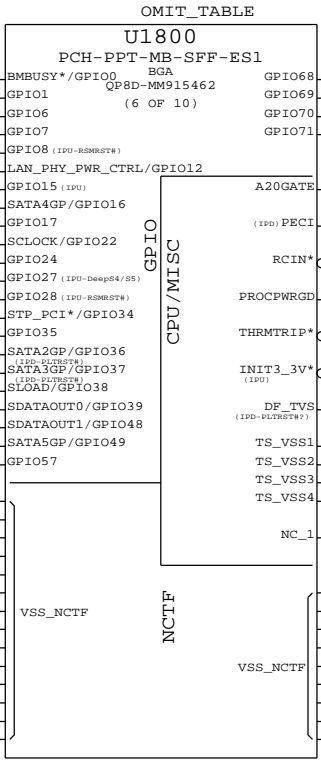 OMIT_TABLE
U1800
PCH-PPT-MB-SFF-ES1
BGA
QP8D-MM915462
(6 OF 10)
BMBUSY*/GPIO0
GPIO1
GPIO6
GPIO7
GPIO8 (IPU-RSMRST#)
LAN_PHY_PWR_CTRL/GPIO12
GPIO15 (IPU)
SATA4GP/GPIO16
GPIO17
SCLOCK/GPIO22
GPIO24
GPIO27 (IPU-DeepS4/S5)
GPIO28 (IPU-RSMRST#)
STP_PCI*/GPIO34
GPIO35
SATA2GP/GPIO36
(IPD-PLTRST#)
SATA3GP/GPIO37
(IPD-PLTRST#)
SLOAD/GPIO38
SDATAOUT0/GPIO39
SDATAOUT1/GPIO48
SATA5GP/GPIO49
GPIO57
GPIO
CPU/MISC
GPIO68
GPIO69
GPIO70
GPIO71
A20GATE
(IPD) PECI
RCIN*
PROCPWRGD
THRMTRIP*
INIT3_3V*
(IPU)
DF_TVS
(IPD-PLTRST#?)
TS_VSS1
TS_VSS2
TS_VSS3
TS_VSS4
NC_1
VSS_NCTF
NCTF
VSS_NCTF